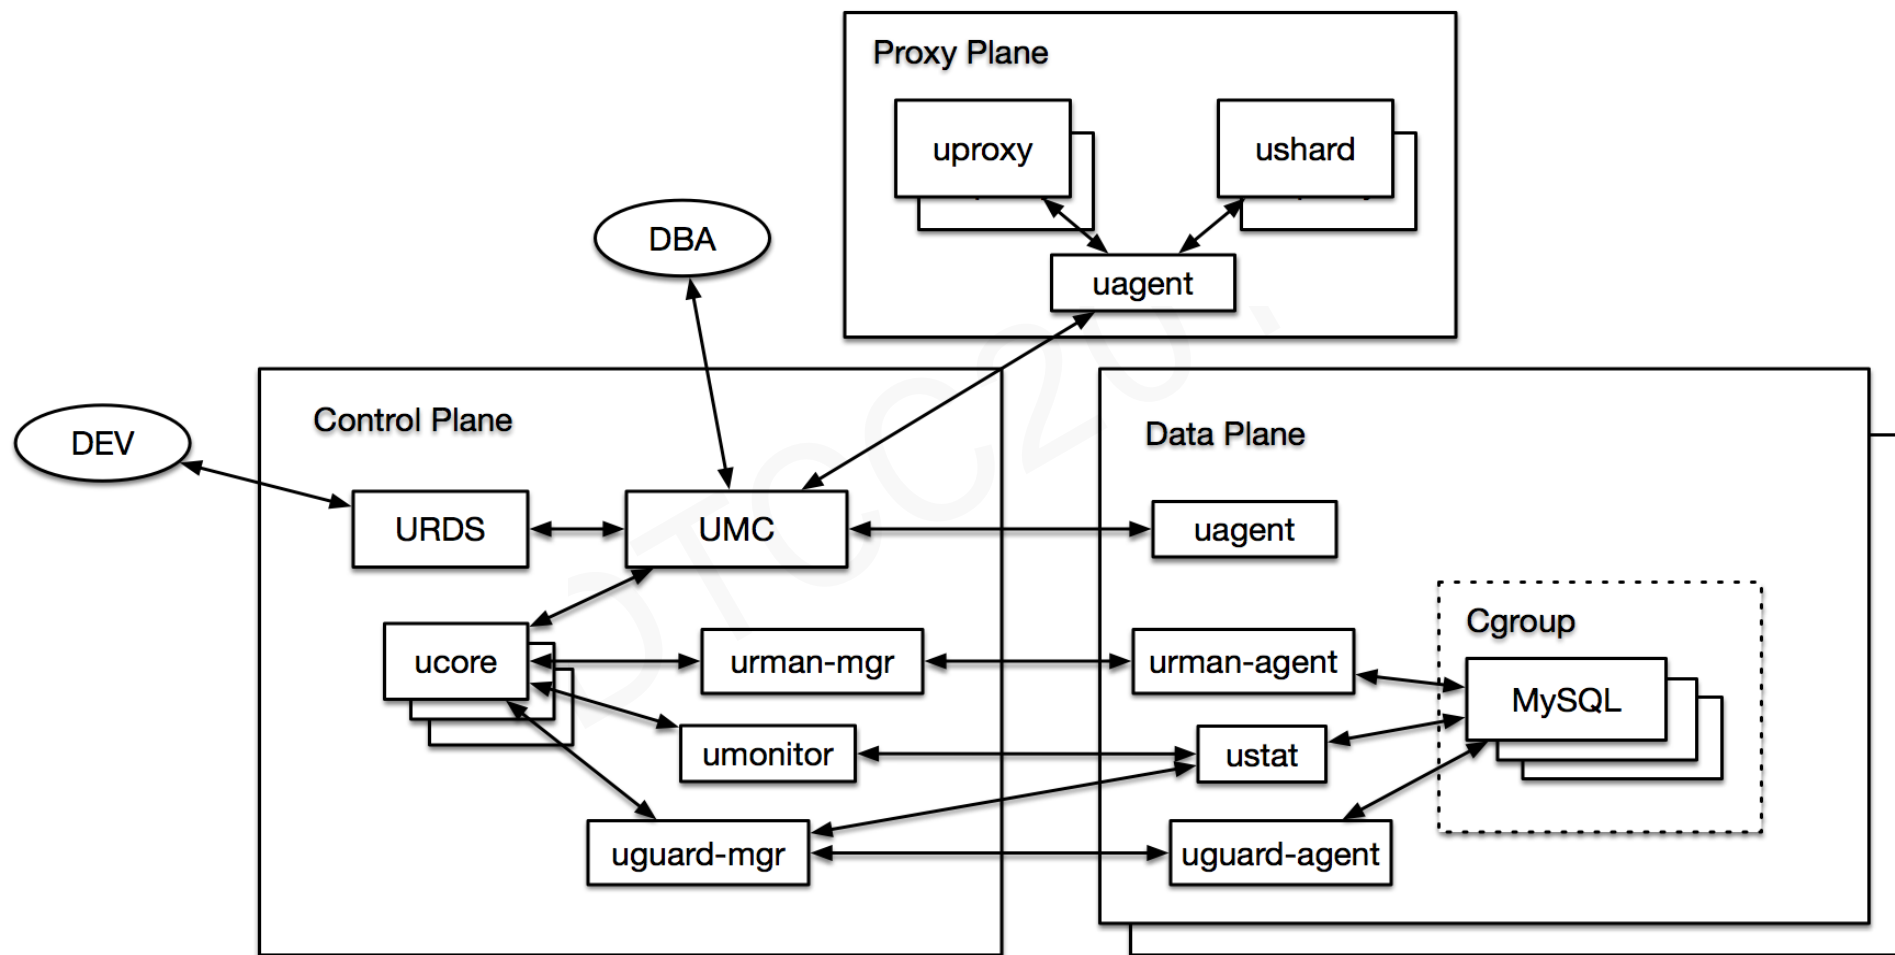 Proxy Plane
uproxy
ushard
DBA
uagent
Control Plane
DEV
Data Plane
URDS
UMC
uagent
Cgroup
ucore
urman-mgr
urman-agent
MySQL
umonitor
ustat
uguard-mgr
uguard-agent